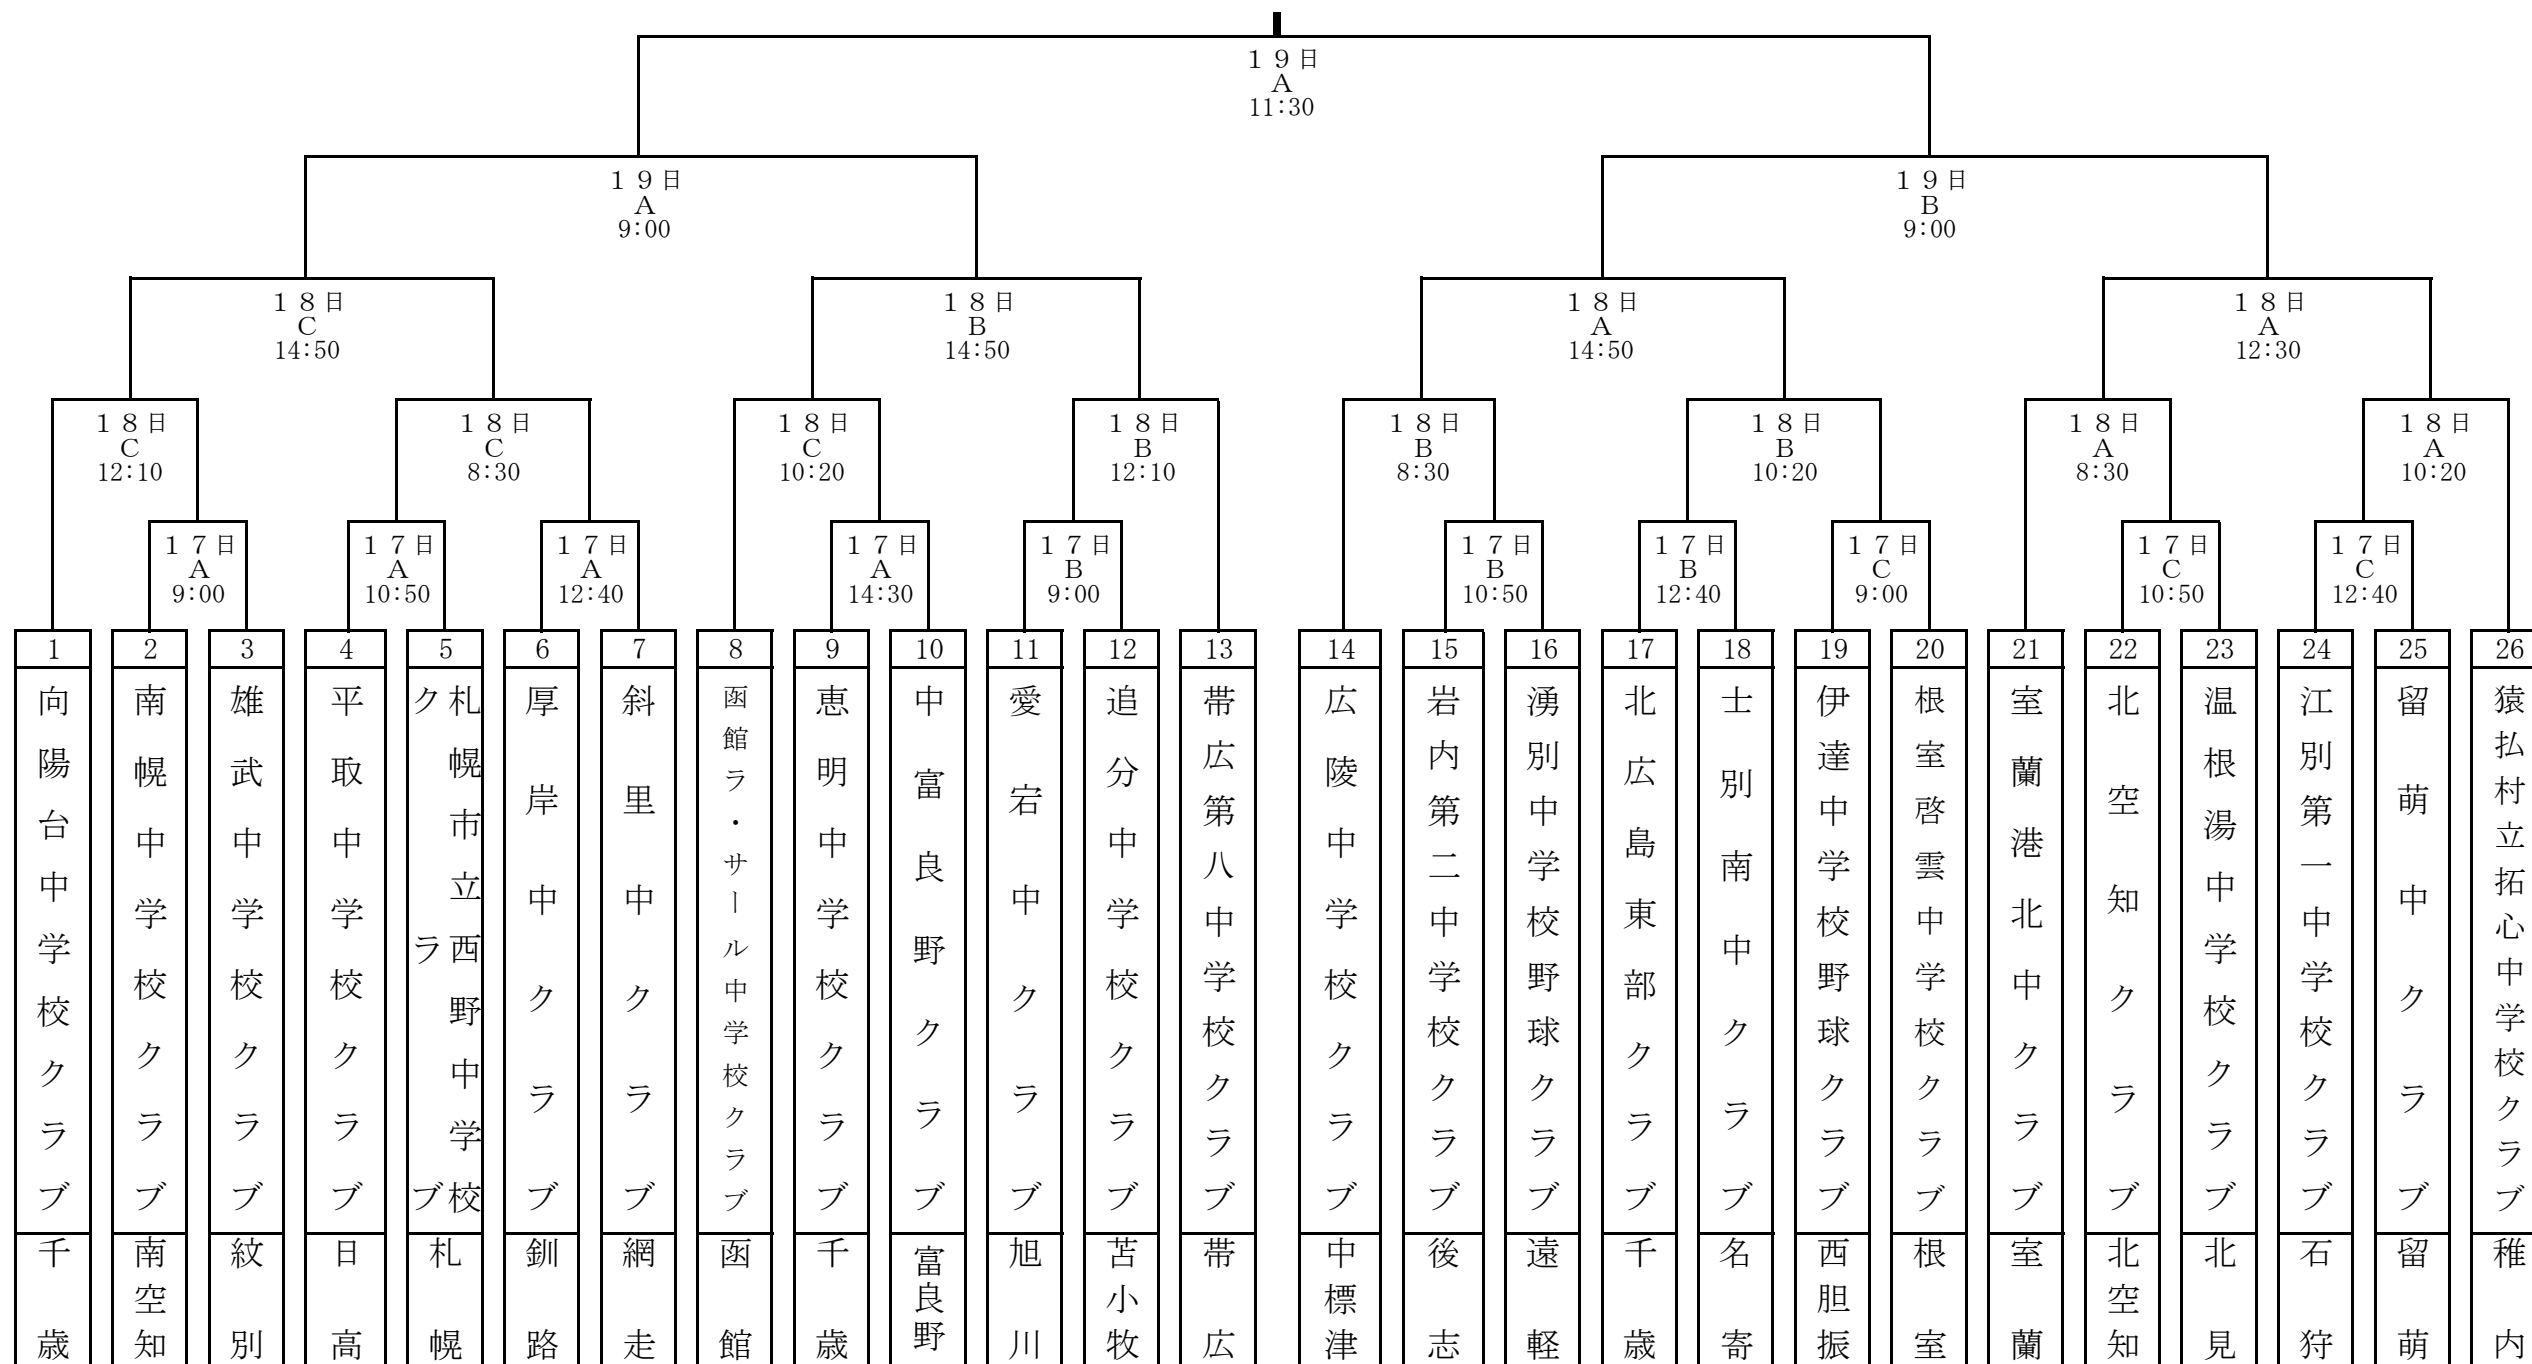 １９日
A
11:30
１９日
A
9:00
１９日
B
9:00
１８日
C
14:50
１８日
B
14:50
１８日
A
14:50
１８日
A
12:30
１８日
C
12:10
１８日
C
8:30
１８日
C
10:20
１８日
B
12:10
１８日
B
8:30
１８日
B
10:20
１８日
A
8:30
１８日
A
10:20
１７日
A
9:00
１７日
A
10:50
１７日
A
12:40
１７日
A
14:30
１７日
B
9:00
１７日
B
10:50
１７日
B
12:40
１７日
C
9:00
１７日
C
10:50
１７日
C
12:40
1
向陽台中学校クラブ
千歳
2
南幌中学校クラブ
南空知
3
雄武中学校クラブ
紋別
4
平取中学校クラブ
日高
5
札幌市立西野中学校
クラブ
札幌
6
厚岸中クラブ
釧路
7
斜里中クラブ
網走
8
函館ラ・サール中学校クラブ
函館
9
恵明中学校クラブ
千歳
10
中富良野クラブ
富良野
11
愛宕中クラブ
旭川
12
追分中学校クラブ
苫小牧
13
帯広第八中学校クラブ
帯広
14
広陵中学校クラブ
中標津
15
岩内第二中学校クラブ
後志
16
湧別中学校野球クラブ
遠軽
17
北広島東部クラブ
千歳
18
士別南中クラブ
名寄
19
伊達中学校野球クラブ
西胆振
20
根室啓雲中学校クラブ
根室
21
室蘭港北中クラブ
室蘭
22
北空知クラブ
北空知
23
温根湯中学校クラブ
北見
24
江別第一中学校クラブ
石狩
25
留萌中クラブ
留萌
26
猿払村立拓心中学校クラブ
稚内